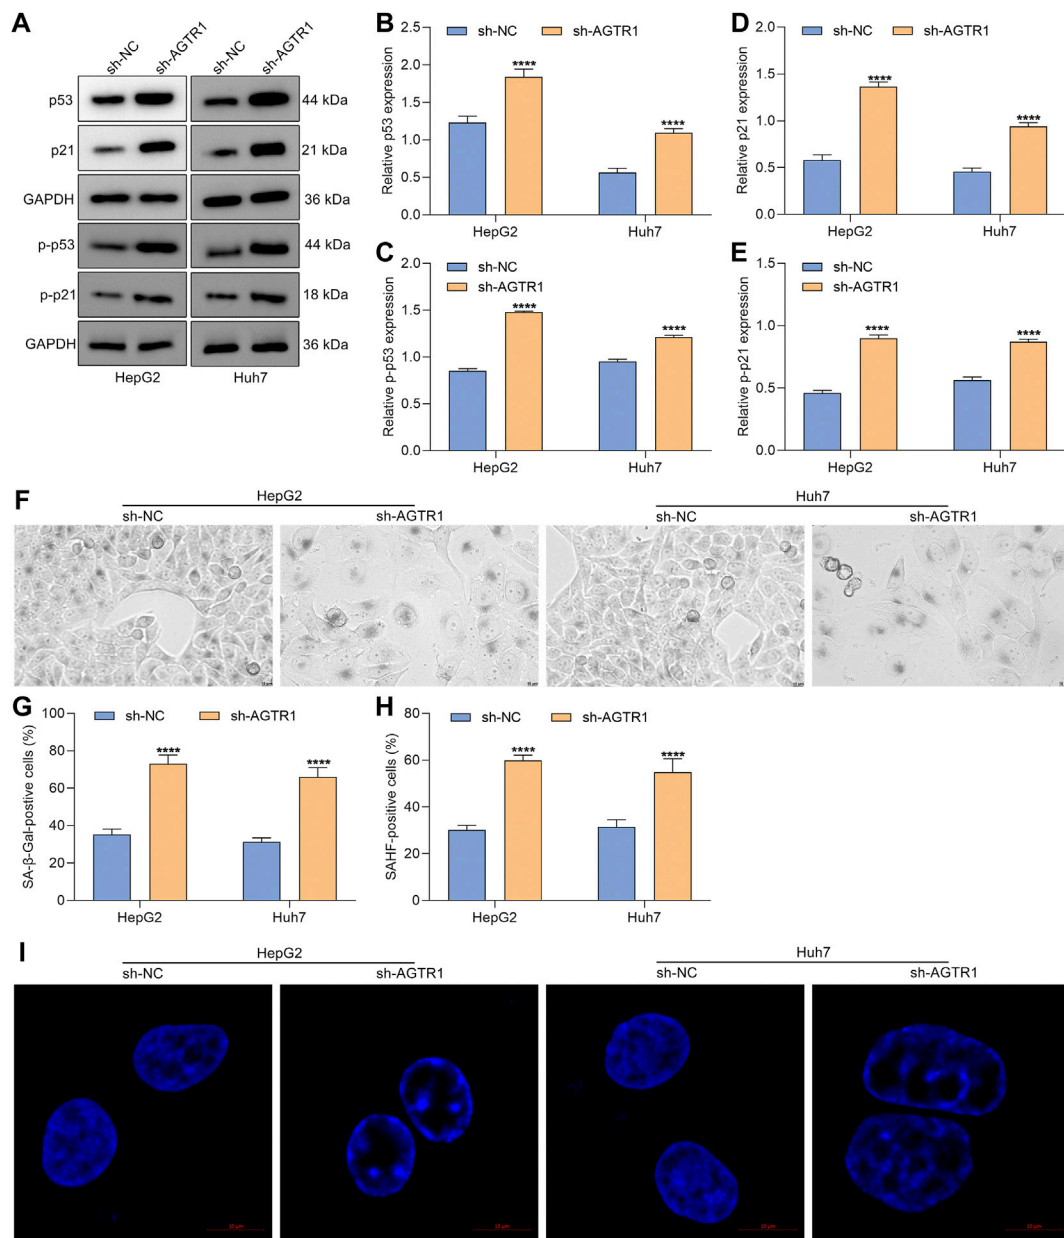 A
sh-NC sh-AGTR1 sh-NC sh-AGTR1
p53 44 kDa
p21 21 kDa
GAPDH 36 kDa
p-p53 44 kDa
p-p21 18 kDa
GAPDH 36 kDa
HepG2 Huh7
B
sh-NC sh-AGTR1
Relative p53 expression
2.5
2.0
1.5
1.0
0.5
0.0
**** ****
HepG2 Huh7
D
sh-NC sh-AGTR1
Relative p21 expression
2.0
1.5
1.0
0.5
0.0
**** ****
HepG2 Huh7
C
sh-NC
sh-AGTR1
Relative p-p53 expression
2.0
1.5
1.0
0.5
0.0
**** ****
HepG2 Huh7
E
sh-NC
sh-AGTR1
Relative p-p21 expression
1.5
1.0
0.5
0.0
**** ****
HepG2 Huh7
F
HepG2 Huh7
sh-NC sh-AGTR1 sh-NC sh-AGTR1
G
sh-NC sh-AGTR1
SA-β-Gal-postive cells (%)
100
80
60
40
20
0
**** ****
HepG2 Huh7
H
sh-NC sh-AGTR1
SAHF-positive cells (%)
80
60
40
20
0
**** ****
HepG2 Huh7
I
HepG2 Huh7
sh-NC sh-AGTR1 sh-NC sh-AGTR1
10 μm 10 μm 10 μm 10 μm